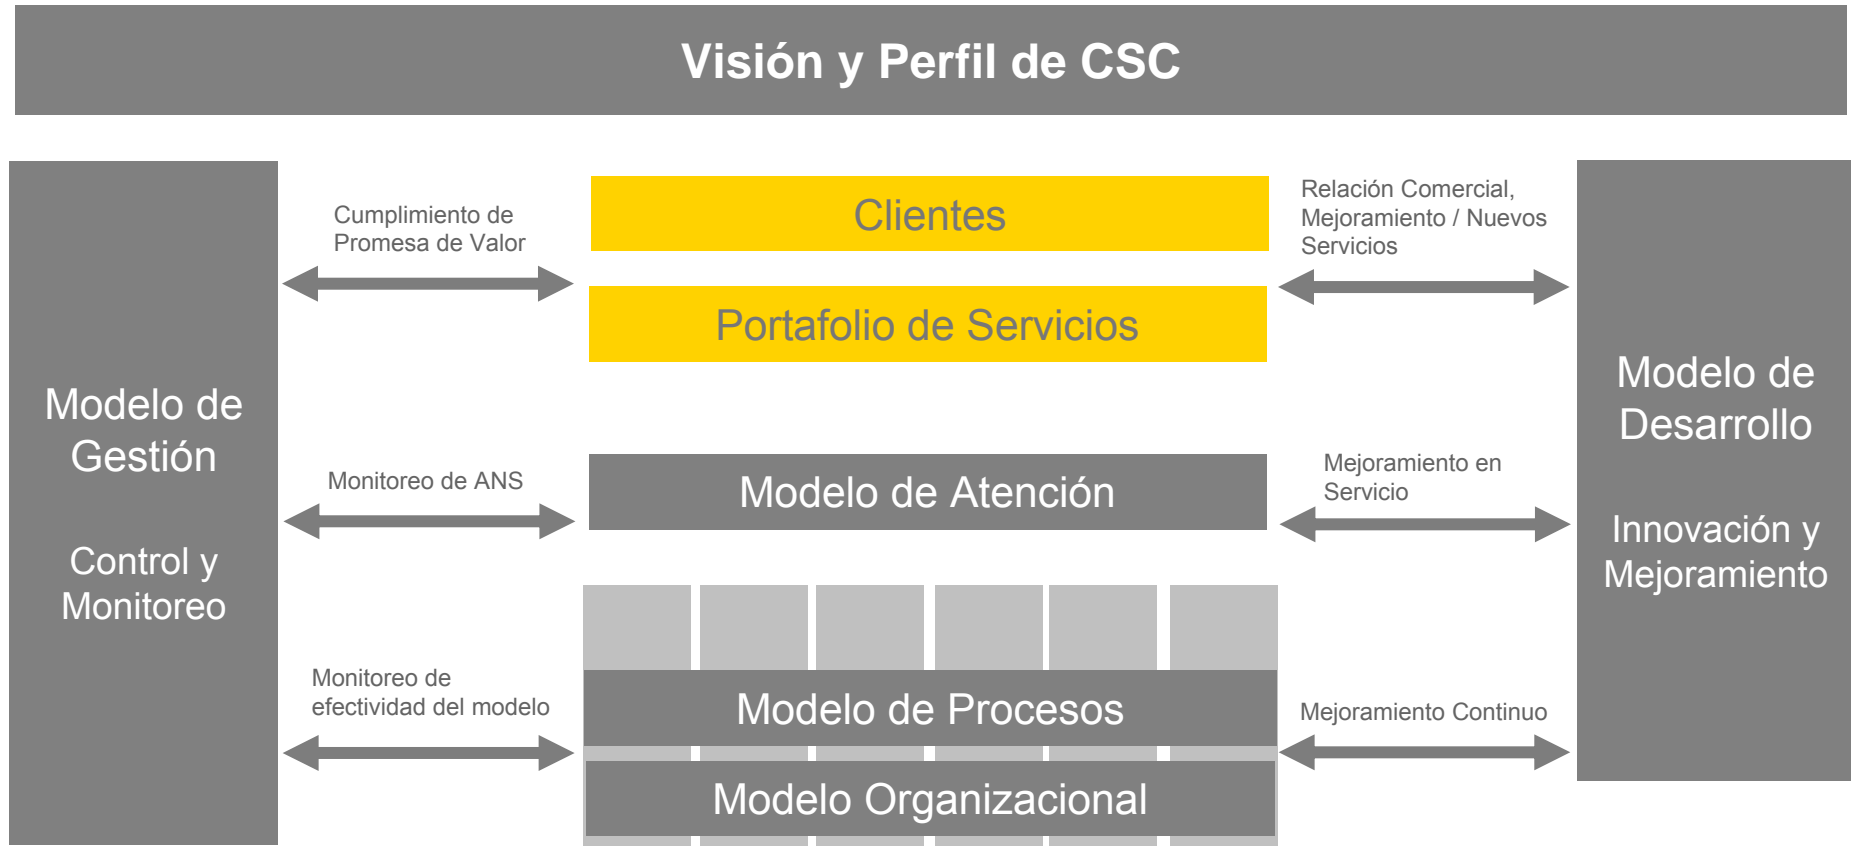 Visión y Perfil de CSC
Modelo de
Gestión
Control y
Monitoreo
Cumplimiento de
Promesa de Valor
Monitoreo de ANS
Monitoreo de
efectividad del modelo
Clientes
Portafolio de Servicios
Modelo de Atención
Modelo de Procesos
Modelo Organizacional
Relación Comercial,
Mejoramiento / Nuevos
Servicios
Mejoramiento en
Servicio
Mejoramiento Continuo
Modelo de
Desarrollo
Innovación y
Mejoramiento